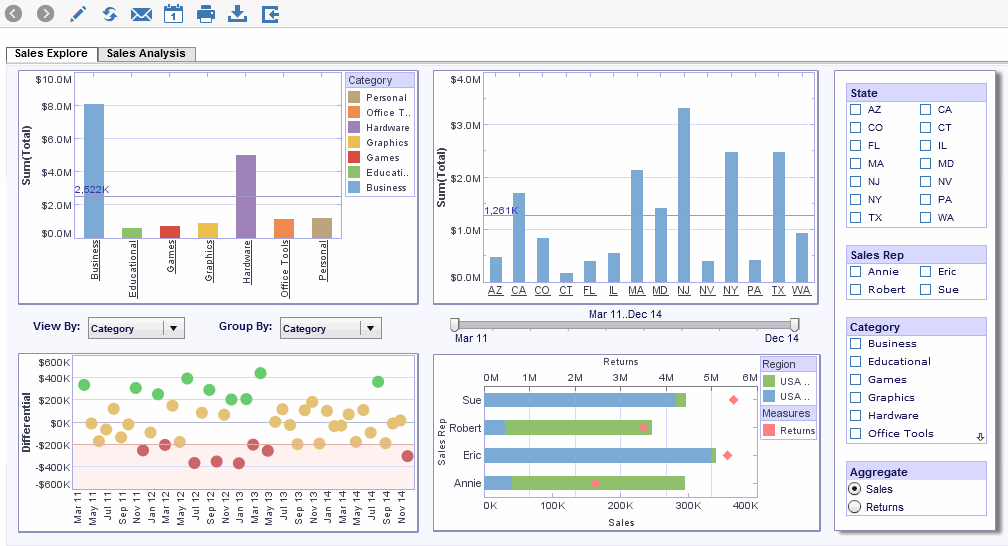 1
Sales Explore
Sales Analysis
$10.0M
$8.0M
$6.0M
$4.0M
$2.0M
$0.0M
Sum(Total)
2,522K
Business
Educational
Games
Graphics
Hardware
Office Tools
Personal
Category
Personal
Office T..
Hardware
Graphics
Games
Educati..
Business
$4.0M
$3.0M
$2.0M
$1.0M
$0.0M
Sum(Total)
1,261K
AZ CA CO CT FL IL MA MD NJ NV NY PA TX WA
State
AZ CA
CO CT
FL IL
MA MD
NJ NV
NY PA
TX WA
Sales Rep
Annie Eric
Robert Sue
Category
Business
Educational
Games
Graphics
Hardware
Office Tools
Aggregate
Sales
Returns
View By: Category
Group By: Category
Mar 11..Dec 14
Mar 11 Dec 14
$600K
$400K
$200K
$0K
-$200K
-$400K
-$600K
Differential
Mar 11
May 11
Jul 11
Sep 11
Nov 11
Jan 12
Mar 12
May 12
Jul 12
Sep 12
Nov 12
Jan 13
Mar 13
May 13
Jul 13
Sep 13
Nov 13
Jan 14
Mar 14
May 14
Jul 14
Sep 14
Nov 14
Returns
0M 1M 2M 3M 4M 5M 6M
Sales Rep
Sue
Robert
Eric
Annie
0K 100K 200K 300K 400K
Sales
Region
USA ..
USA ..
Measures
Returns